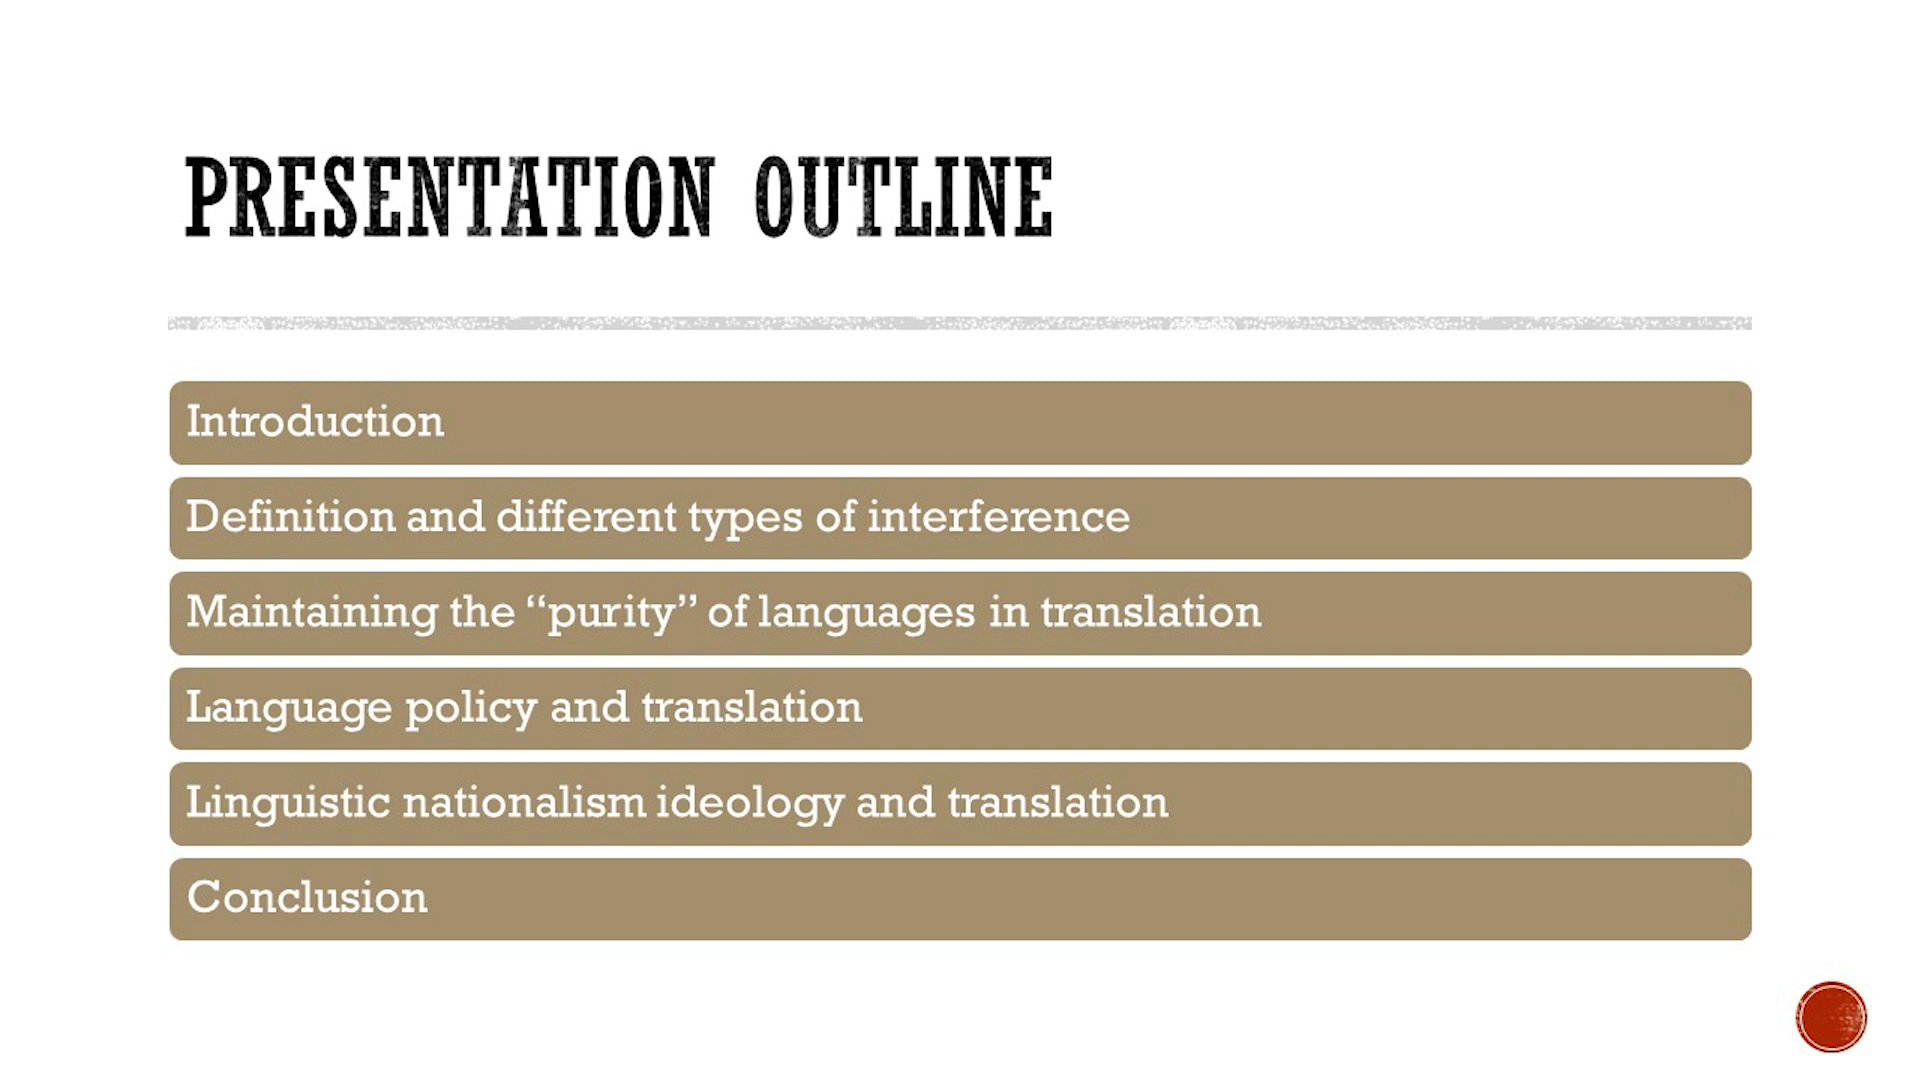 PRESENTATION OUTLINE
Introduction
Definition and different types of interference
Maintaining the “purity” of languages in translation
Language policy and translation
Linguistic nationalism ideology and translation
Conclusion